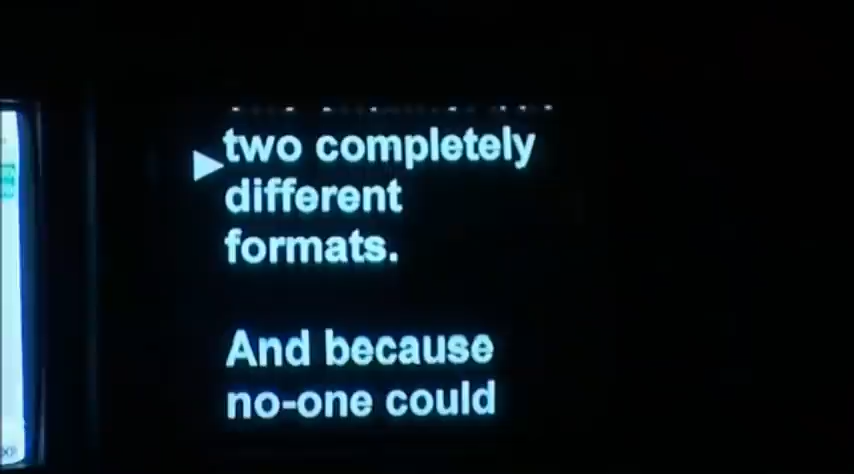 two completely
different
formats.
And because
no-one could